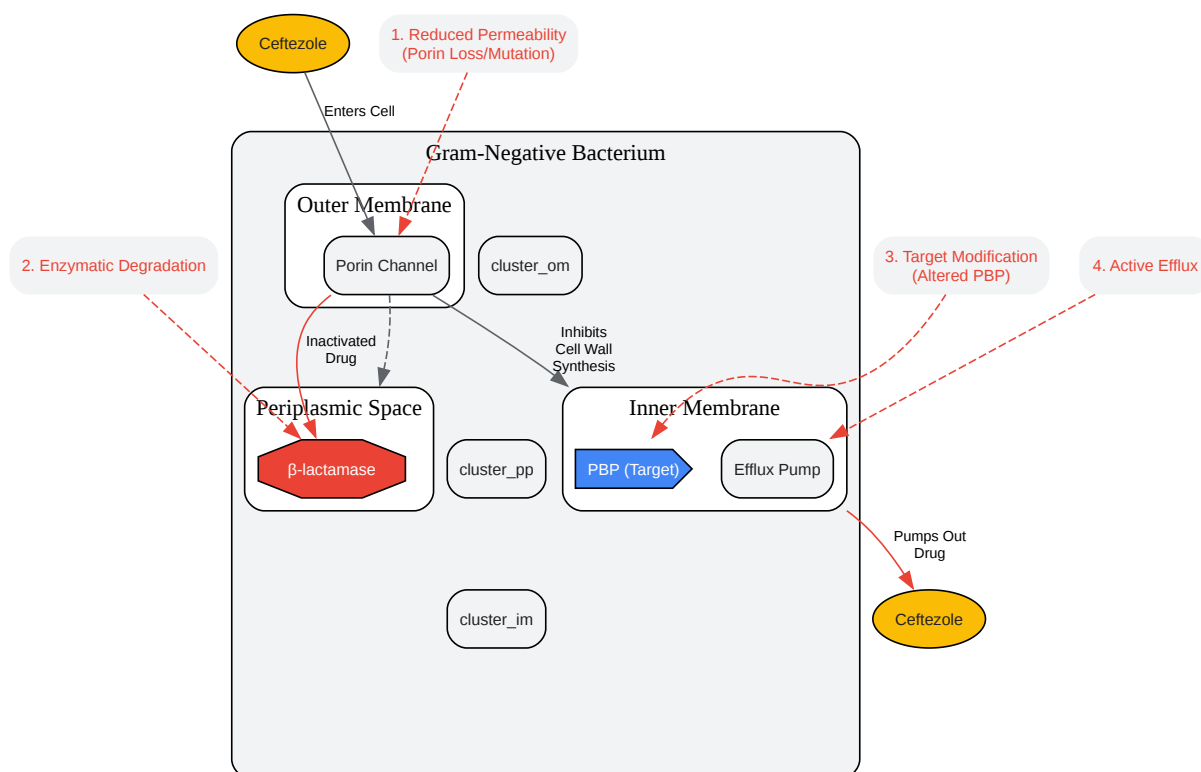 Ceftezole
1. Reduced Permeability
(Porin Loss/Mutation)
Enters Cell
Gram-Negative Bacterium
Outer Membrane
Porin Channel
cluster_om
2. Enzymatic Degradation
3. Target Modification
(Altered PBP)
4. Active Efflux
Inactivated
Drug
Inhibits
Cell Wall
Synthesis
Periplasmic Space
β-lactamase
cluster_pp
Inner Membrane
PBP (Target)
Efflux Pump
Pumps Out
Drug
cluster_im
Ceftezole